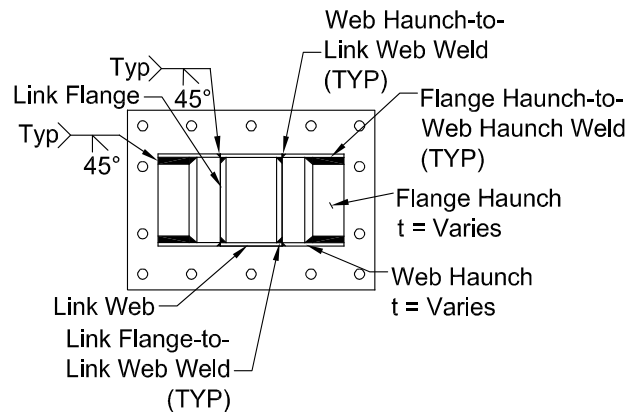 Web Haunch-to-
Link Web Weld
(TYP)
Typ
45°
Link Flange
Flange Haunch-to-
Web Haunch Weld
(TYP)
Typ
45°
Flange Haunch
t = Varies
Web Haunch
t = Varies
Link Web
Link Flange-to-
Link Web Weld
(TYP)